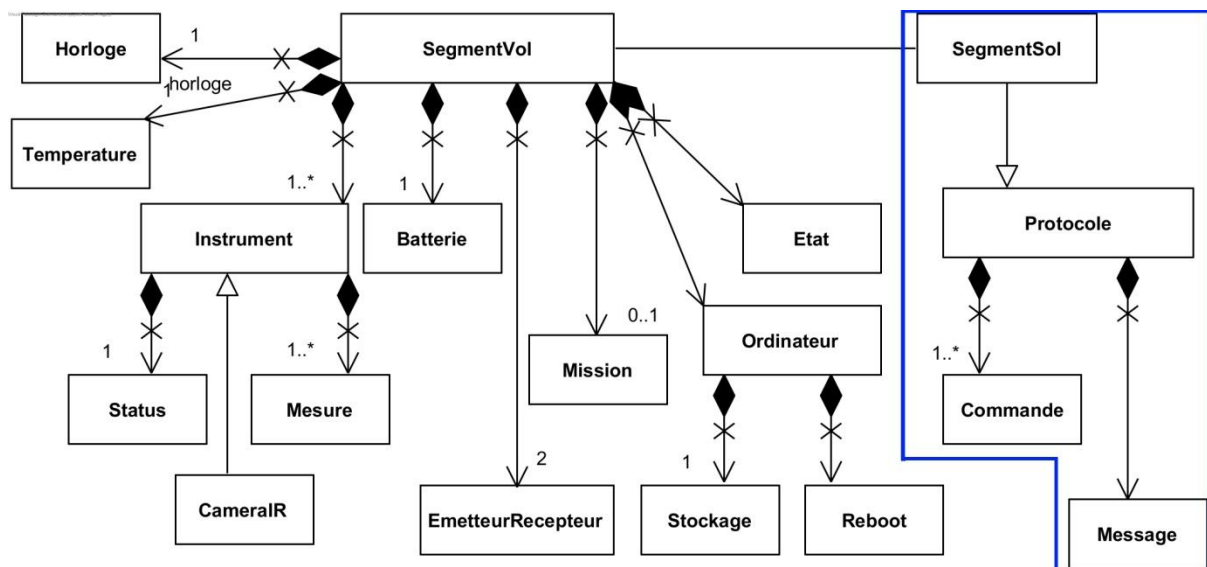 Horloge
1
SegmentVol
SegmentSol
1
horloge
Temperature
1..*
1
Instrument
Batterie
Etat
Protocole
1
1..*
0..1
1..*
Status
Mesure
Mission
Ordinateur
Commande
2
1
CameraIR
EmetteurRecepteur
Stockage
Reboot
Message